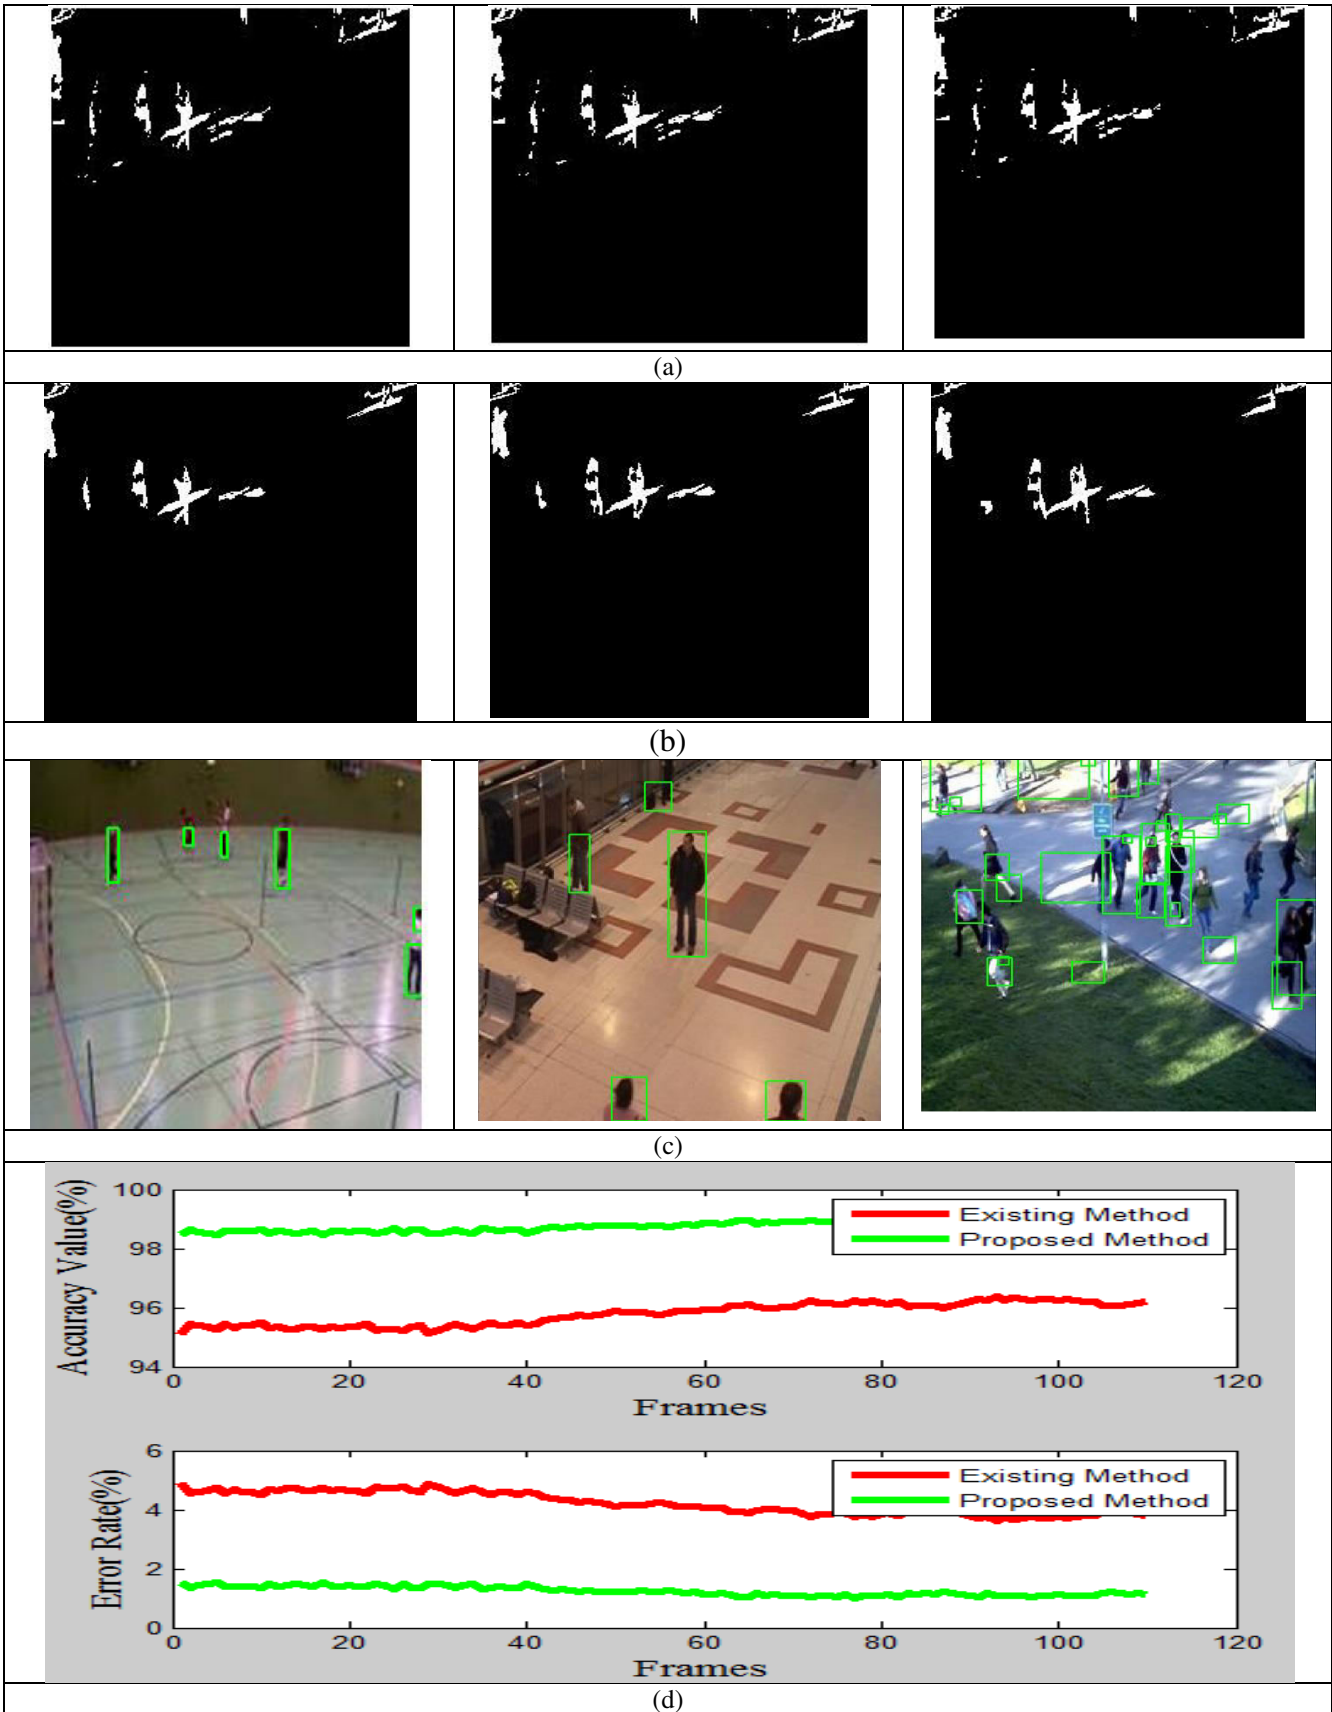 (a)
(b)
(c)
Accuracy Value(%)
100
98
96
94
0 20 40 60 80 100 120
Frames
Existing Method
Proposed Method
Error Rate(%)
6
4
2
0
0 20 40 60 80 100 120
Frames
Existing Method
Proposed Method
(d)